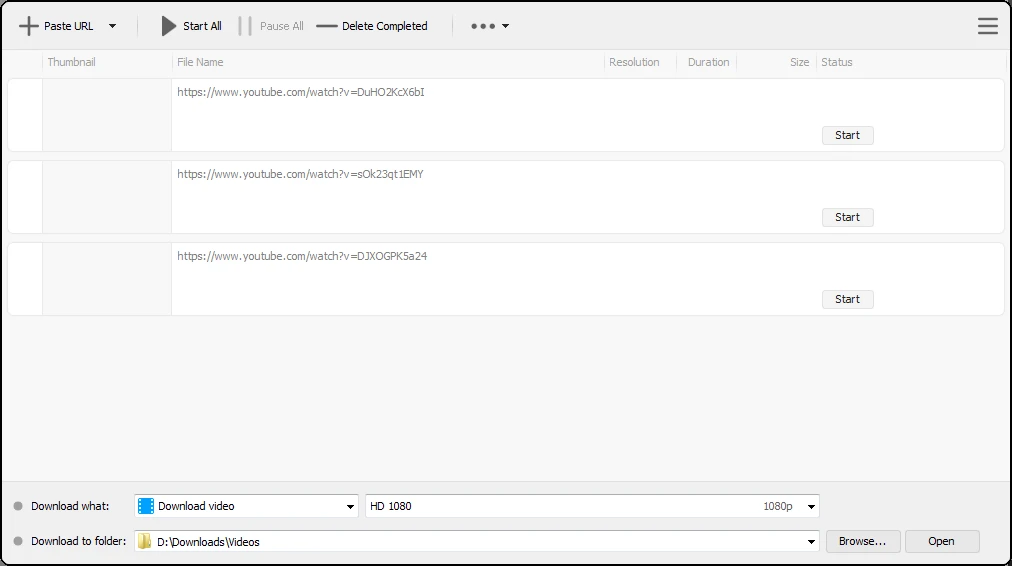 Paste URL Start All Pause All Delete Completed
Thumbnail File Name Resolution Duration Size Status
https://www.youtube.com/watch?v=DuHO2KcX6bI
Start
https://www.youtube.com/watch?v=sOk23qt1EMY
Start
https://www.youtube.com/watch?v=DJXOGPK5a24
Start
Download what: Download video HD 1080 1080p
Download to folder: D:\Downloads\Videos Browse... Open